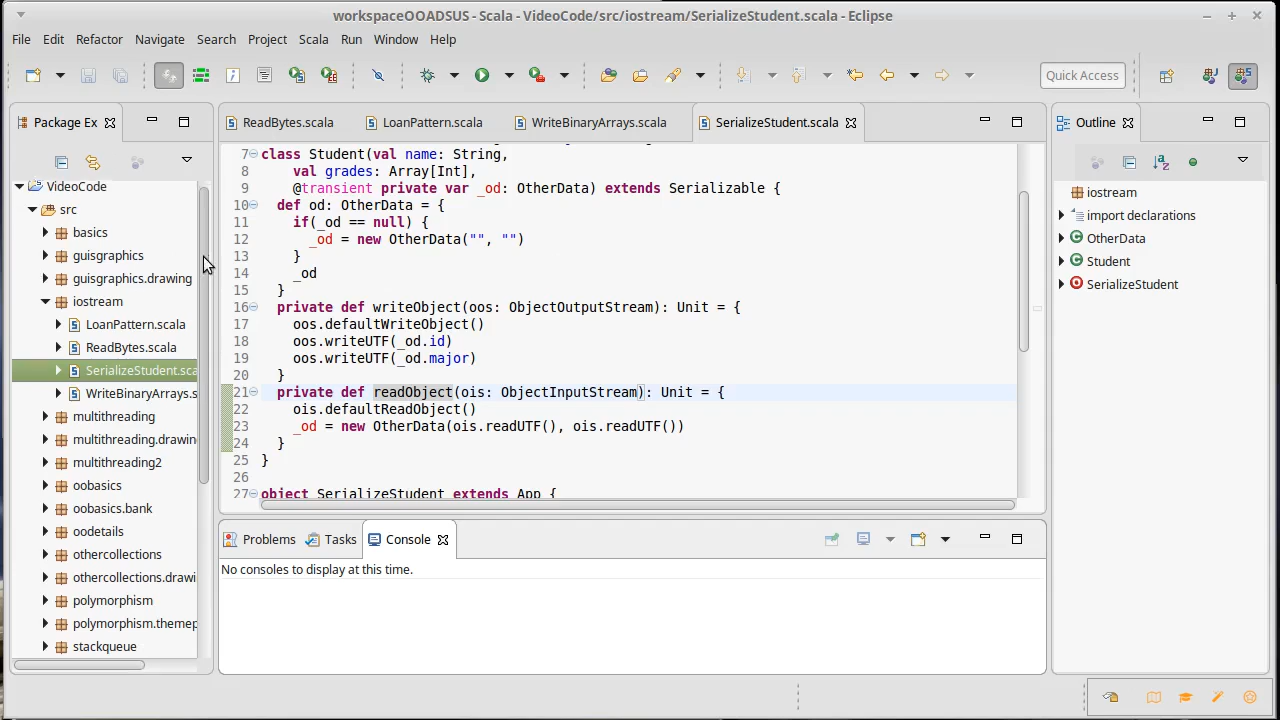 workspaceOOADSUS - Scala - VideoCode/src/iostream/SerializeStudent.scala - Eclipse
File Edit Refactor Navigate Search Project Scala Run Window Help
Quick Access
Package Ex
VideoCode
src
basics
guisgraphics
guisgraphics.drawing
iostream
LoanPattern.scala
ReadBytes.scala
SerializeStudent.sca
WriteBinaryArrays.s
multithreading
multithreading.drawin
multithreading2
oobasics
oobasics.bank
oodetails
othercollections
othercollections.drawi
polymorphism
polymorphism.themep
stackqueue
ReadBytes.scala LoanPattern.scala WriteBinaryArrays.scala SerializeStudent.scala
7 class Student(val name: String,
8 val grades: Array[Int],
9 @transient private var _od: OtherData) extends Serializable {
10 def od: OtherData = {
11 if(_od == null) {
12 _od = new OtherData("", "")
13 }
14 _od
15 }
16 private def writeObject(oos: ObjectOutputStream): Unit = {
17 oos.defaultWriteObject()
18 oos.writeUTF(_od.id)
19 oos.writeUTF(_od.major)
20 }
21 private def readObject(ois: ObjectInputStream): Unit = {
22 ois.defaultReadObject()
23 _od = new OtherData(ois.readUTF(), ois.readUTF())
24 }
25 }
26
27 object SerializeStudent extends App {
Problems Tasks Console
No consoles to display at this time.
Outline
iostream
import declarations
OtherData
Student
SerializeStudent